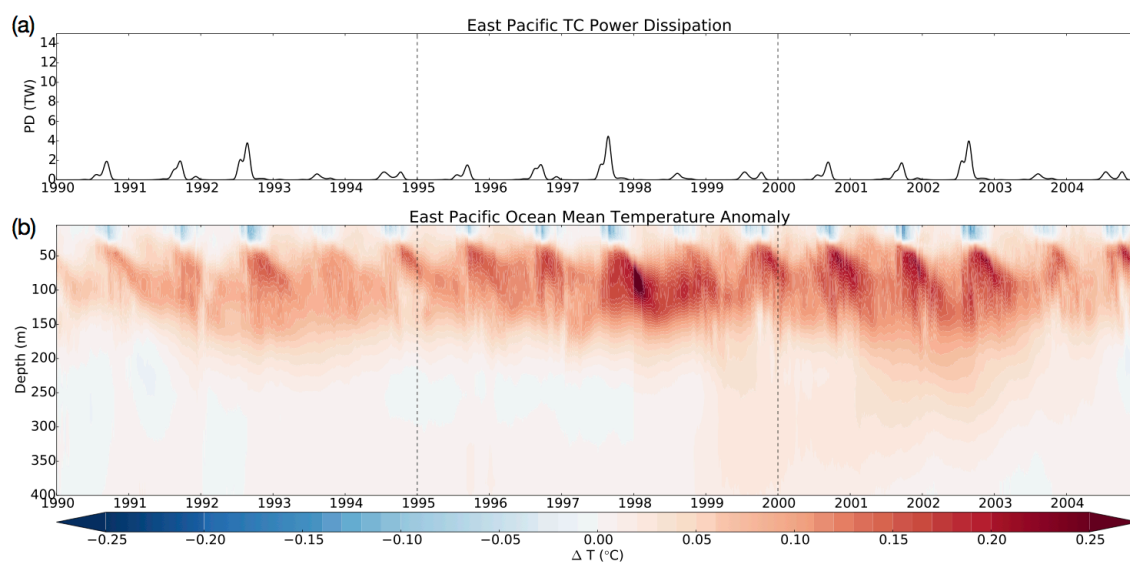 (a)
East Pacific TC Power Dissipation
PD (TW)
14
12
10
8
6
4
2
0
1990 1991 1992 1993 1994 1995 1996 1997 1998 1999 2000 2001 2002 2003 2004
(b)
East Pacific Ocean Mean Temperature Anomaly
Depth (m)
50
100
150
200
250
300
350
400
1990 1991 1992 1993 1994 1995 1996 1997 1998 1999 2000 2001 2002 2003 2004
−0.25 −0.20 −0.15 −0.10 −0.05 0.00 0.05 0.10 0.15 0.20 0.25
Δ T (°C)